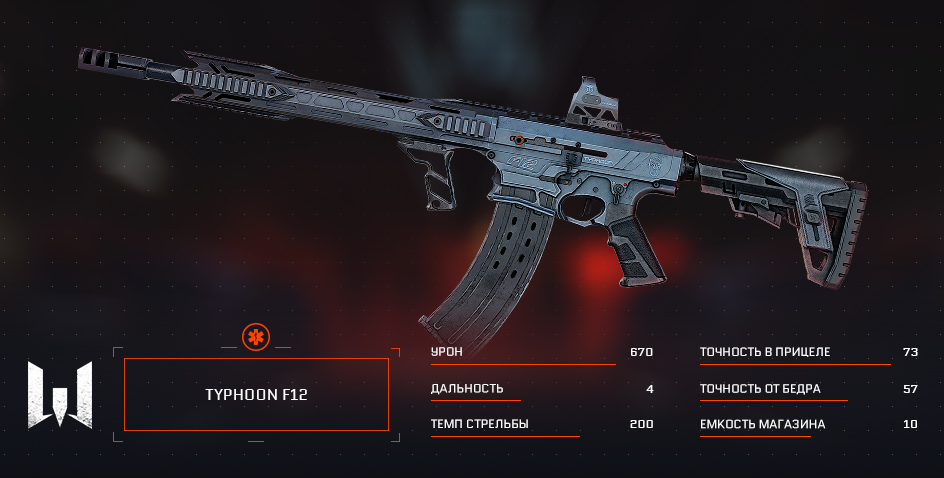 TYPHOON F12
УРОН 670
ДАЛЬНОСТЬ 4
ТЕМП СТРЕЛЬБЫ 200
ТОЧНОСТЬ В ПРИЦЕЛЕ 73
ТОЧНОСТЬ ОТ БЕДРА 57
ЕМКОСТЬ МАГАЗИНА 10